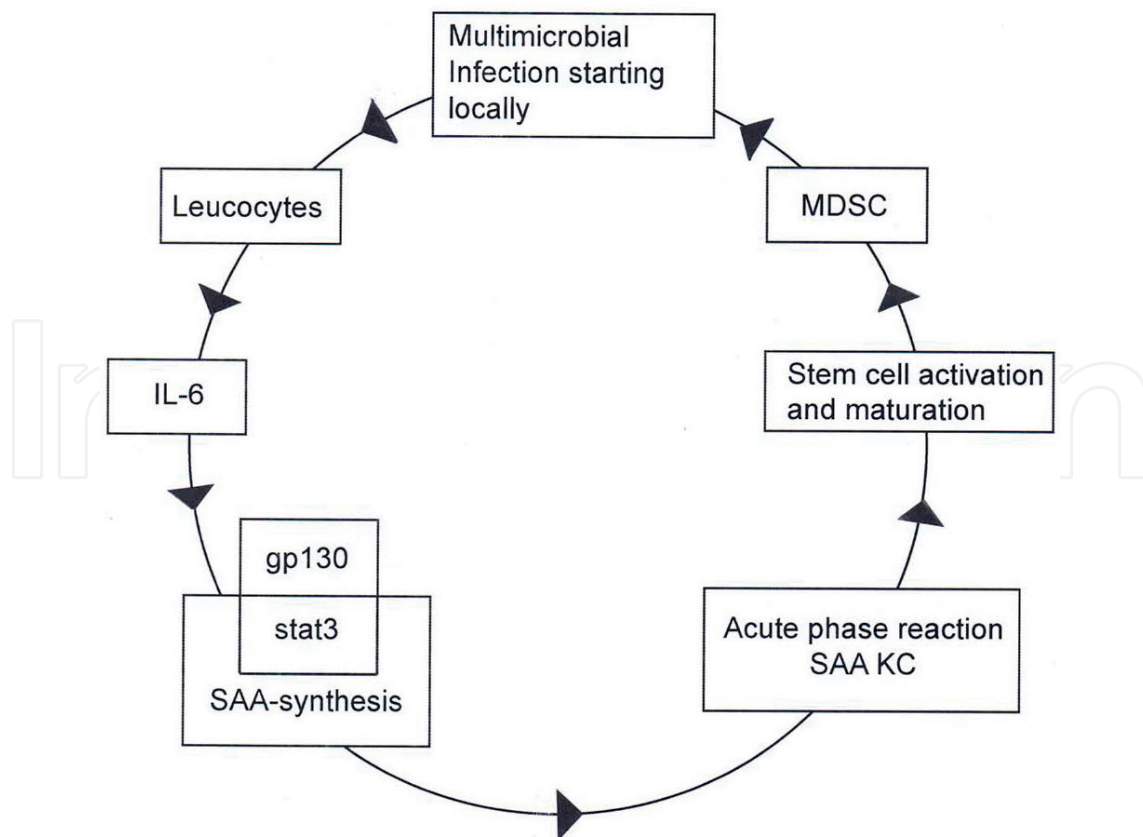 Multimicrobial
Infection starting
locally
Leucocytes
MDSC
IL-6
Stem cell activation
and maturation
gp130
stat3
SAA-synthesis
Acute phase reaction
SAA KC